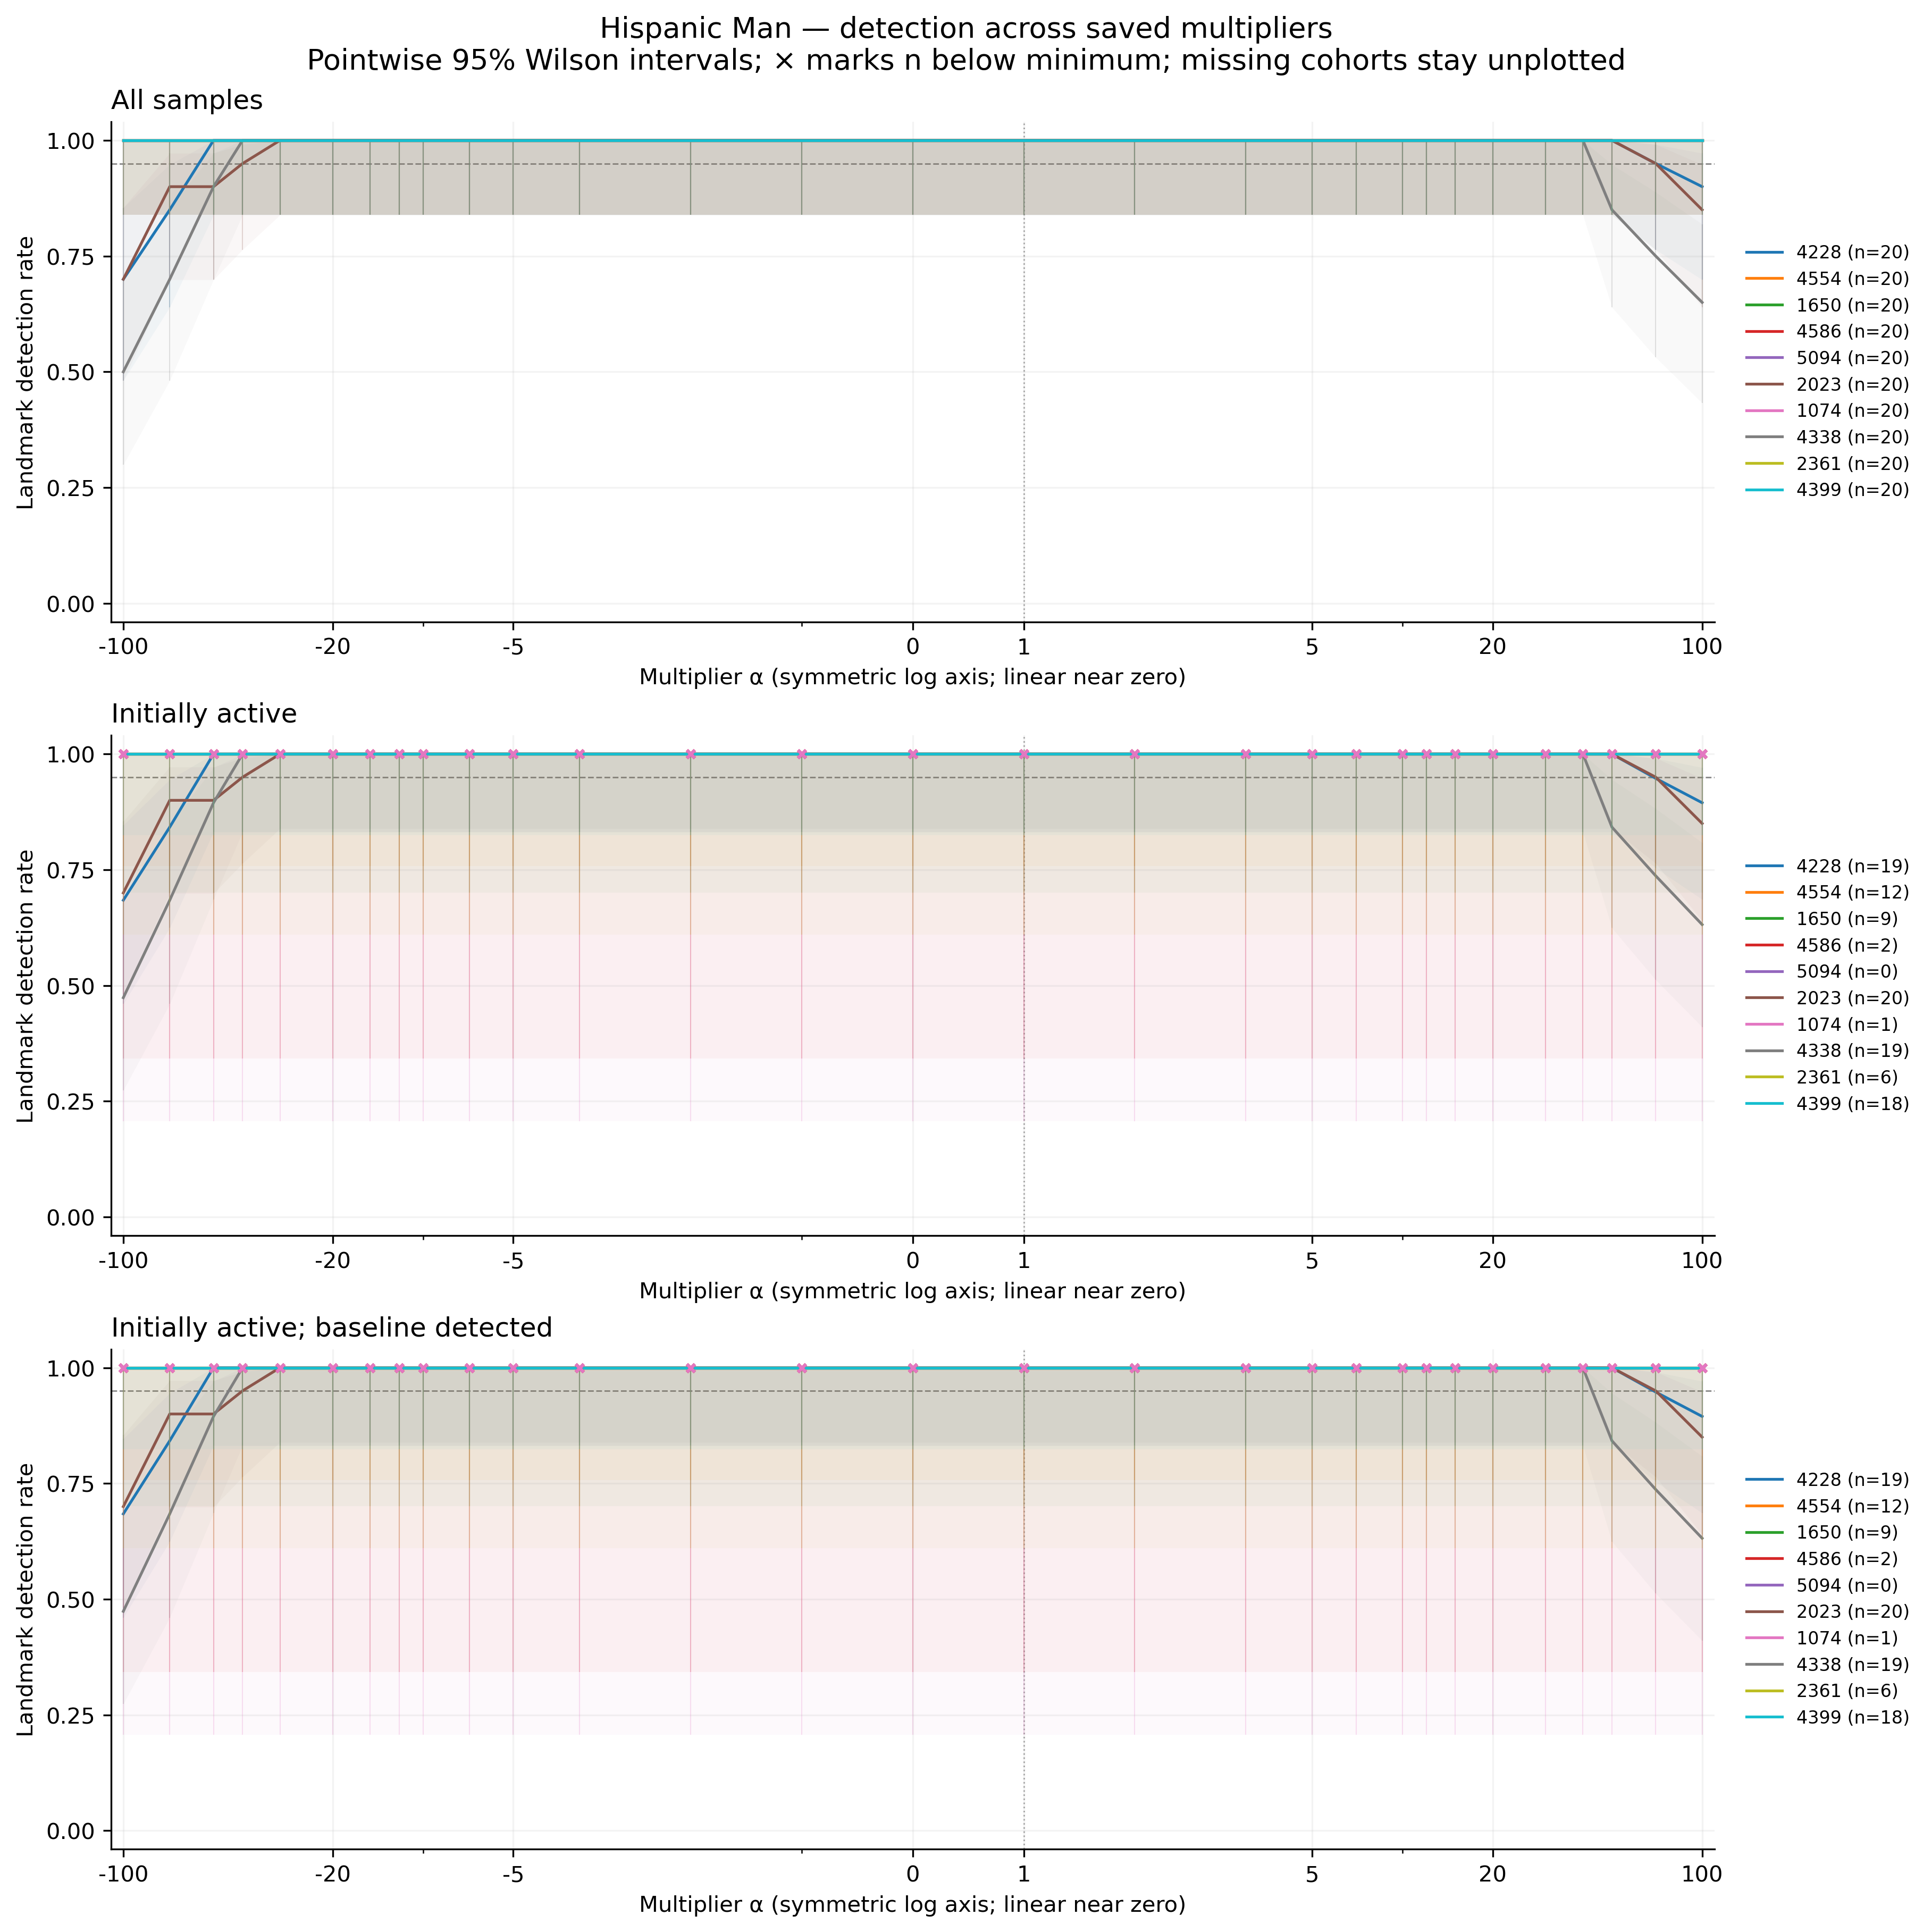 Hispanic Man — detection across saved multipliers
Pointwise 95% Wilson intervals; × marks n below minimum; missing cohorts stay unplotted
All samples
Landmark detection rate
1.00
0.75
0.50
0.25
0.00
-100
-20
-5
0
1
5
20
100
Multiplier α (symmetric log axis; linear near zero)
4228 (n=20)
4554 (n=20)
1650 (n=20)
4586 (n=20)
5094 (n=20)
2023 (n=20)
1074 (n=20)
4338 (n=20)
2361 (n=20)
4399 (n=20)
Initially active
Landmark detection rate
1.00
0.75
0.50
0.25
0.00
-100
-20
-5
0
1
5
20
100
Multiplier α (symmetric log axis; linear near zero)
4228 (n=19)
4554 (n=12)
1650 (n=9)
4586 (n=2)
5094 (n=0)
2023 (n=20)
1074 (n=1)
4338 (n=19)
2361 (n=6)
4399 (n=18)
Initially active; baseline detected
Landmark detection rate
1.00
0.75
0.50
0.25
0.00
-100
-20
-5
0
1
5
20
100
Multiplier α (symmetric log axis; linear near zero)
4228 (n=19)
4554 (n=12)
1650 (n=9)
4586 (n=2)
5094 (n=0)
2023 (n=20)
1074 (n=1)
4338 (n=19)
2361 (n=6)
4399 (n=18)